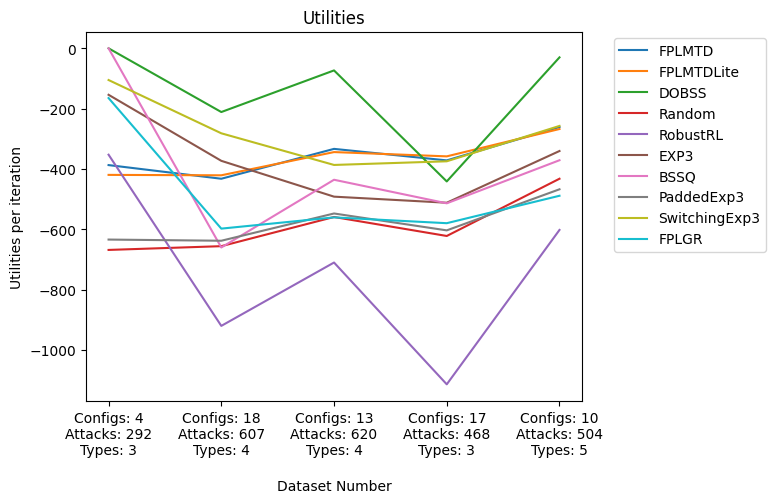 Utilities
Utilities per iteration
0
−200
−400
−600
−800
−1000
Configs: 4
Attacks: 292
Types: 3
Configs: 18
Attacks: 607
Types: 4
Configs: 13
Attacks: 620
Types: 4
Configs: 17
Attacks: 468
Types: 3
Configs: 10
Attacks: 504
Types: 5
Dataset Number
FPLMTD
FPLMTDLite
DOBSS
Random
RobustRL
EXP3
BSSQ
PaddedExp3
SwitchingExp3
FPLGR